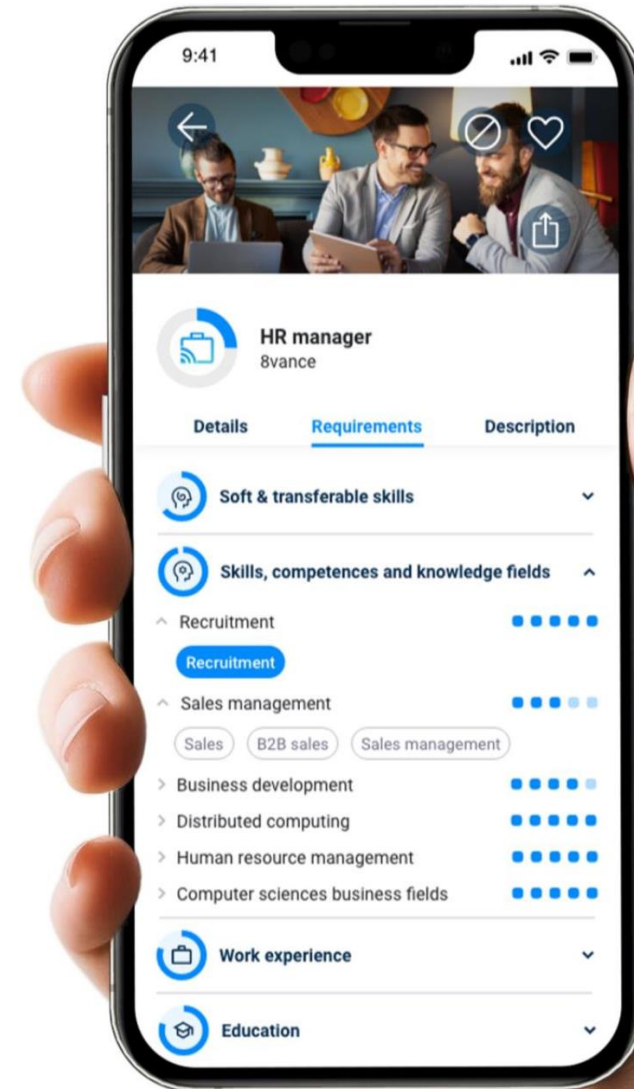 9:41
HR manager
8vance
Details Requirements Description
Soft & transferable skills
Skills, competences and knowledge fields
Recruitment
Recruitment
Sales management
Sales B2B sales Sales management
Business development
Distributed computing
Human resource management
Computer sciences business fields
Work experience
Education